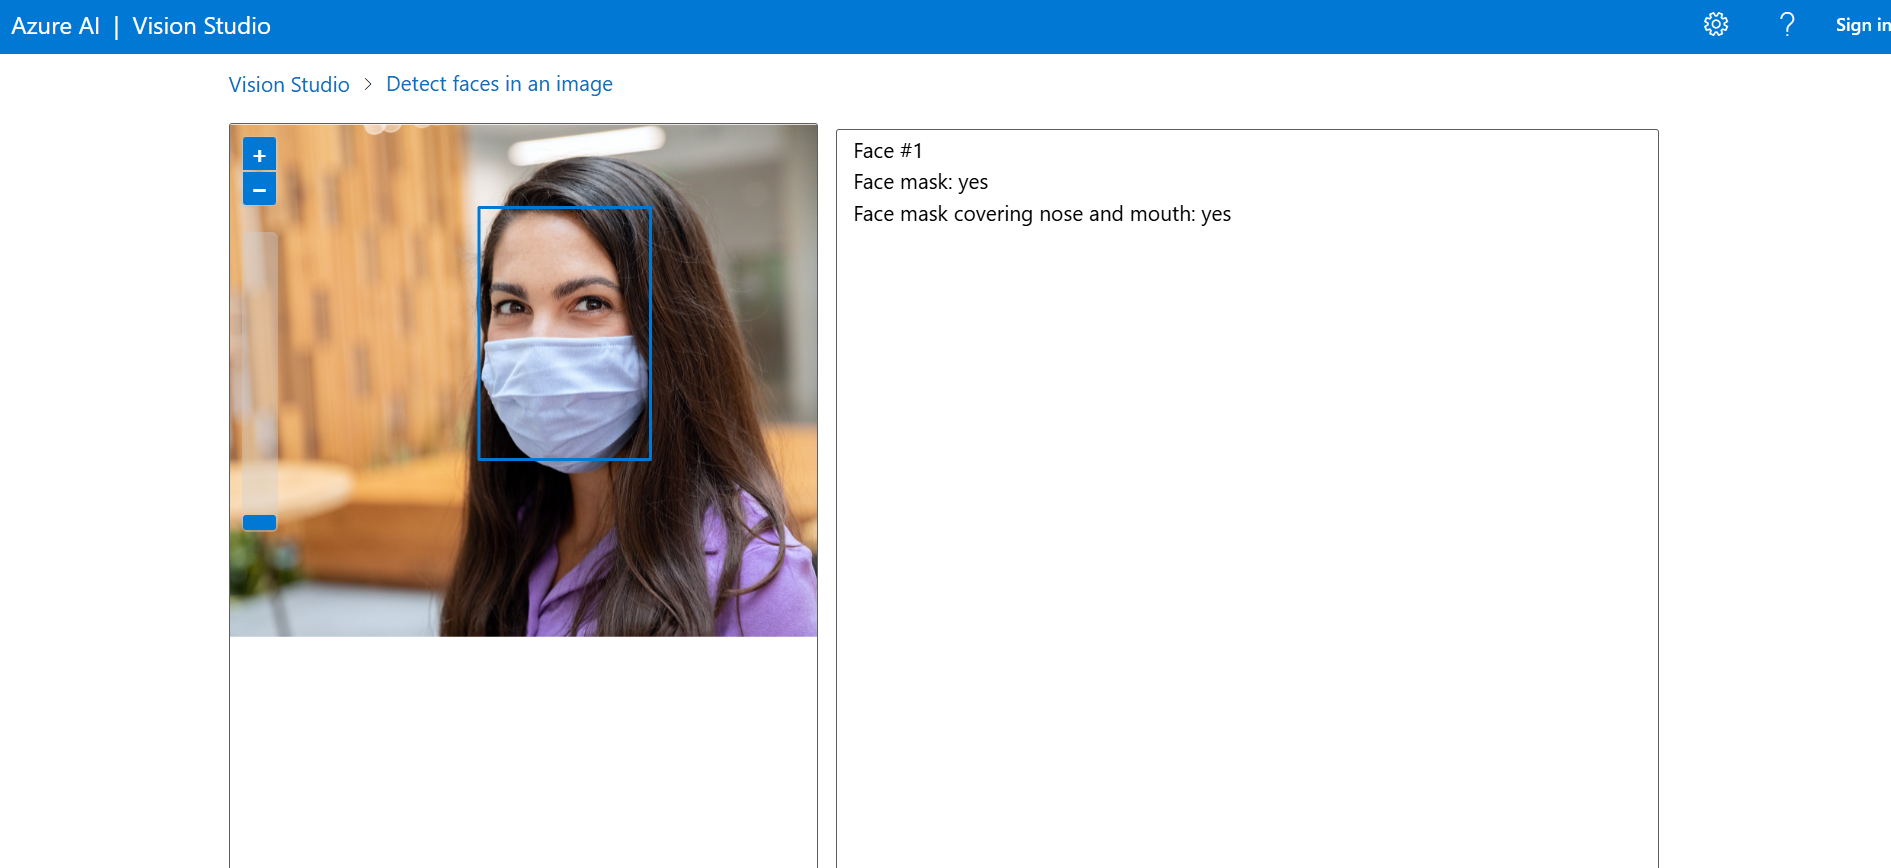 Azure AI | Vision Studio
Sign in
Vision Studio > Detect faces in an image
+
−
Face #1
Face mask: yes
Face mask covering nose and mouth: yes